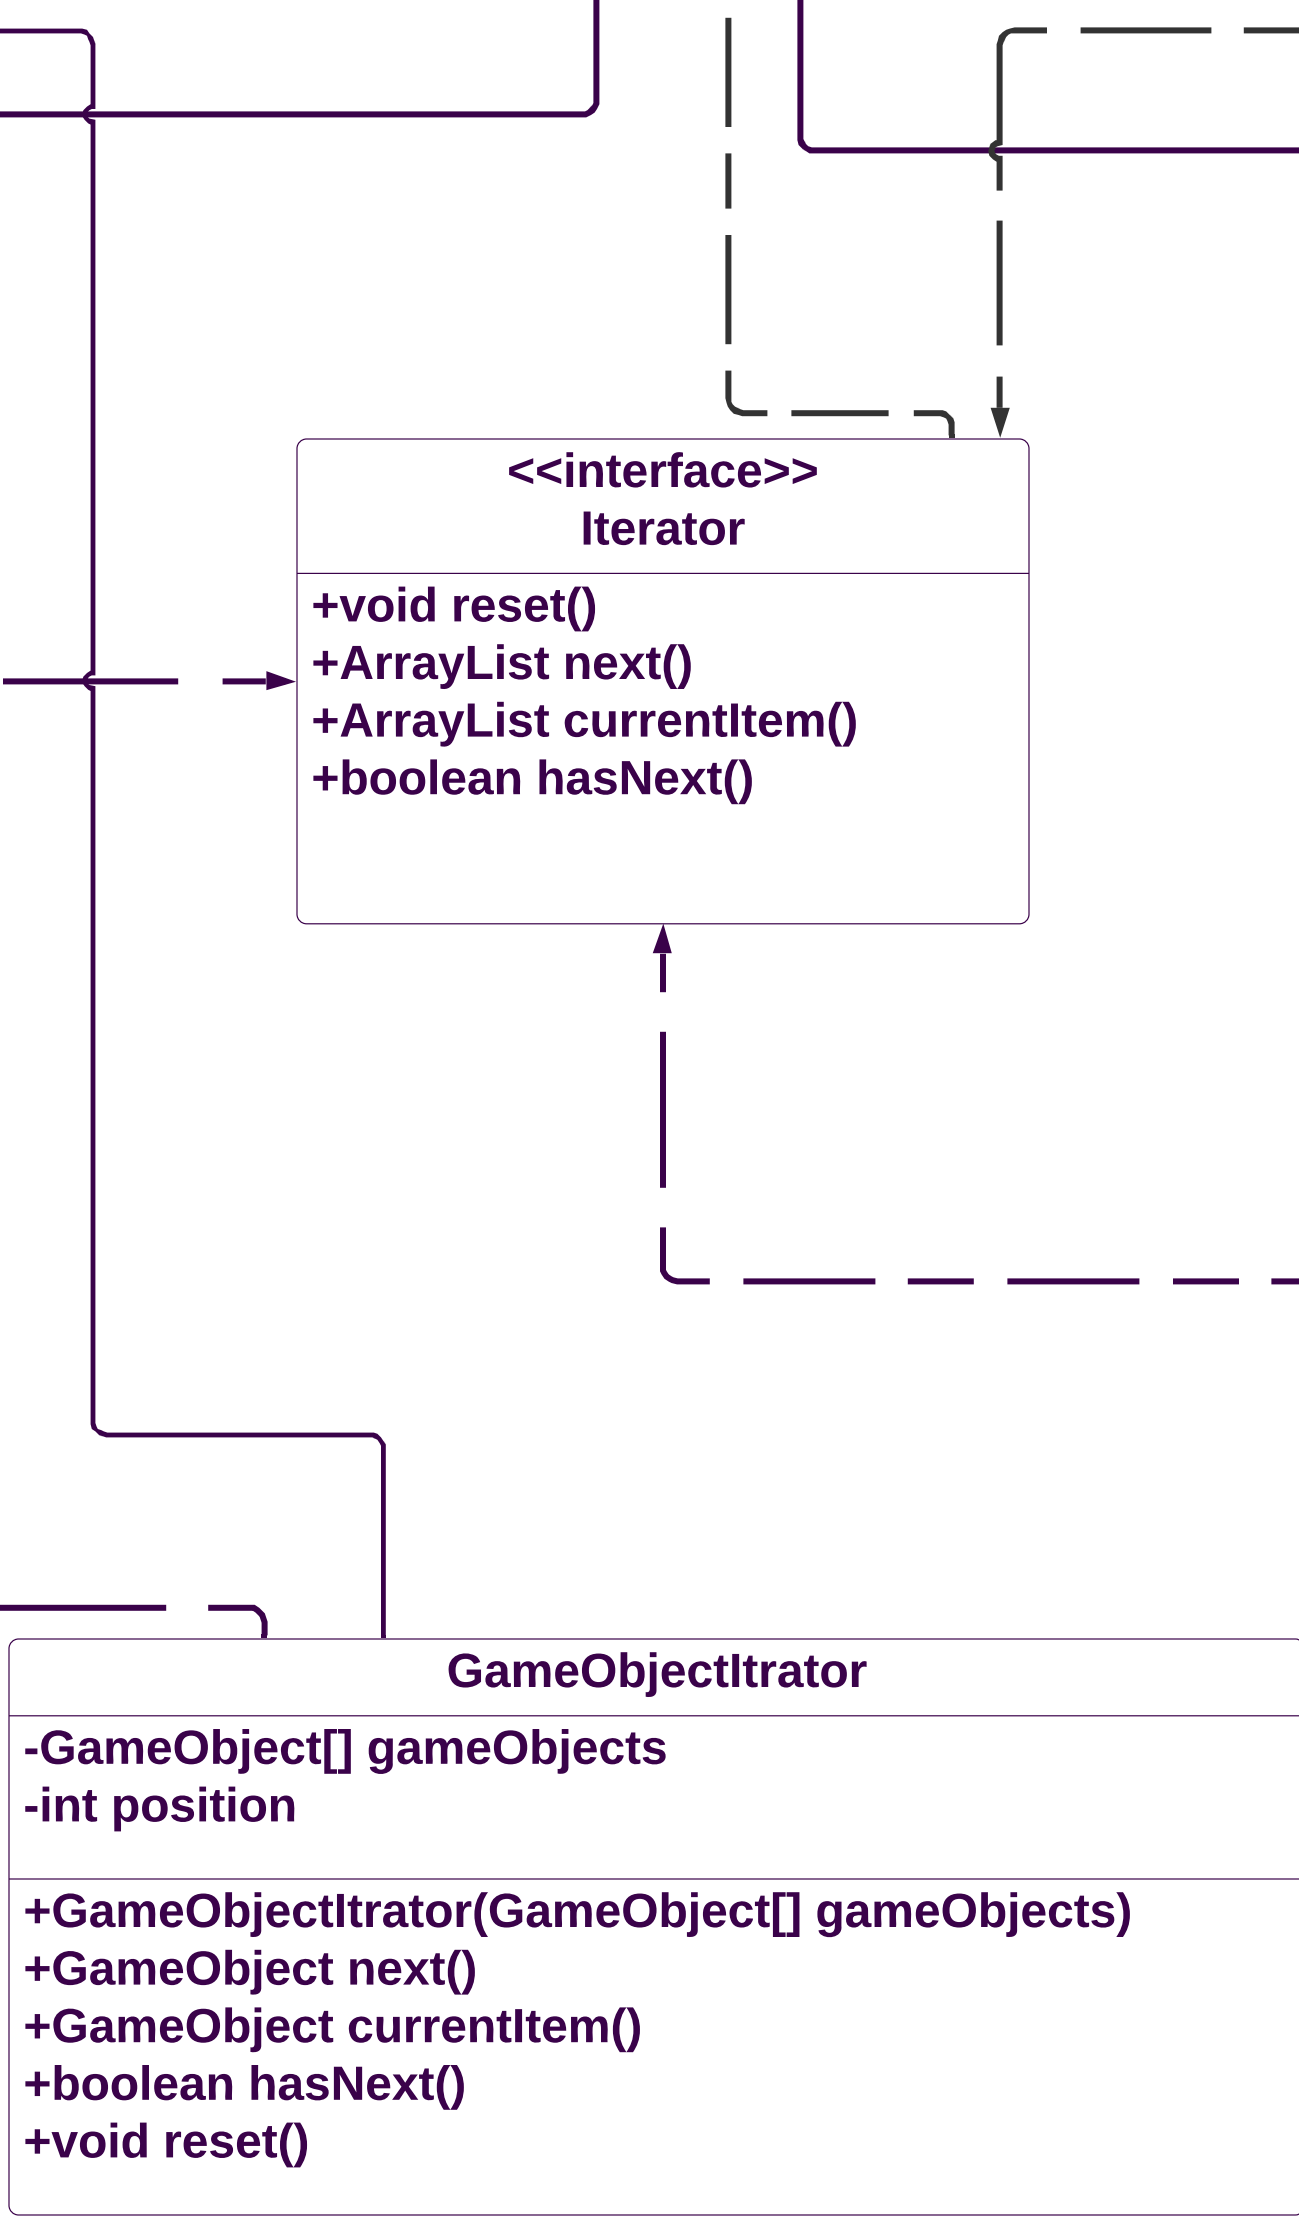 <<interface>>
Iterator
+void reset()
+ArrayList next()
+ArrayList currentItem()
+boolean hasNext()
GameObjectItrator
-GameObject[] gameObjects
-int position
+GameObjectItrator(GameObject[] gameObjects)
+GameObject next()
+GameObject currentItem()
+boolean hasNext()
+void reset()